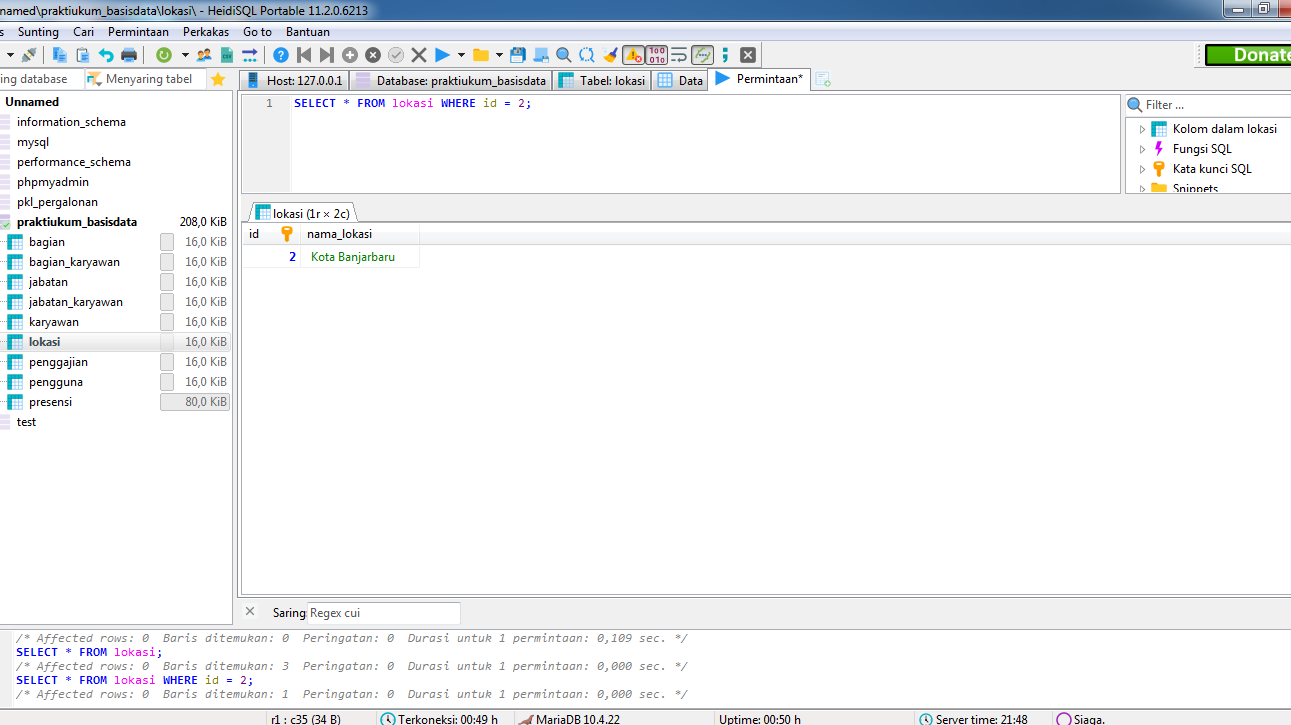 named\praktiukum_basisdata\lokasi\ - HeidiSQL Portable 11.2.0.6213
s Sunting Cari Permintaan Perkakas Go to Bantuan
Donate
ing database Menyaring tabel
Host: 127.0.0.1 Database: praktiukum_basisdata Tabel: lokasi Data Permintaan*
Unnamed
information_schema
mysql
performance_schema
phpmyadmin
pkl_pergalonan
praktiukum_basisdata 208,0 KiB
bagian 16,0 KiB
bagian_karyawan 16,0 KiB
jabatan 16,0 KiB
jabatan_karyawan 16,0 KiB
karyawan 16,0 KiB
lokasi 16,0 KiB
penggajian 16,0 KiB
pengguna 16,0 KiB
presensi 80,0 KiB
test
1 SELECT * FROM lokasi WHERE id = 2;
Filter ...
Kolom dalam lokasi
Fungsi SQL
Kata kunci SQL
Snippets
lokasi (1r × 2c)
id nama_lokasi
2 Kota Banjarbaru
Saring: Regex cui
/* Affected rows: 0 Baris ditemukan: 0 Peringatan: 0 Durasi untuk 1 permintaan: 0,109 sec. */
SELECT * FROM lokasi;
/* Affected rows: 0 Baris ditemukan: 3 Peringatan: 0 Durasi untuk 1 permintaan: 0,000 sec. */
SELECT * FROM lokasi WHERE id = 2;
/* Affected rows: 0 Baris ditemukan: 1 Peringatan: 0 Durasi untuk 1 permintaan: 0,000 sec. */
r1 : c35 (34 B) Terkoneksi: 00:49 h MariaDB 10.4.22 Uptime: 00:50 h Server time: 21:48 Siaga.